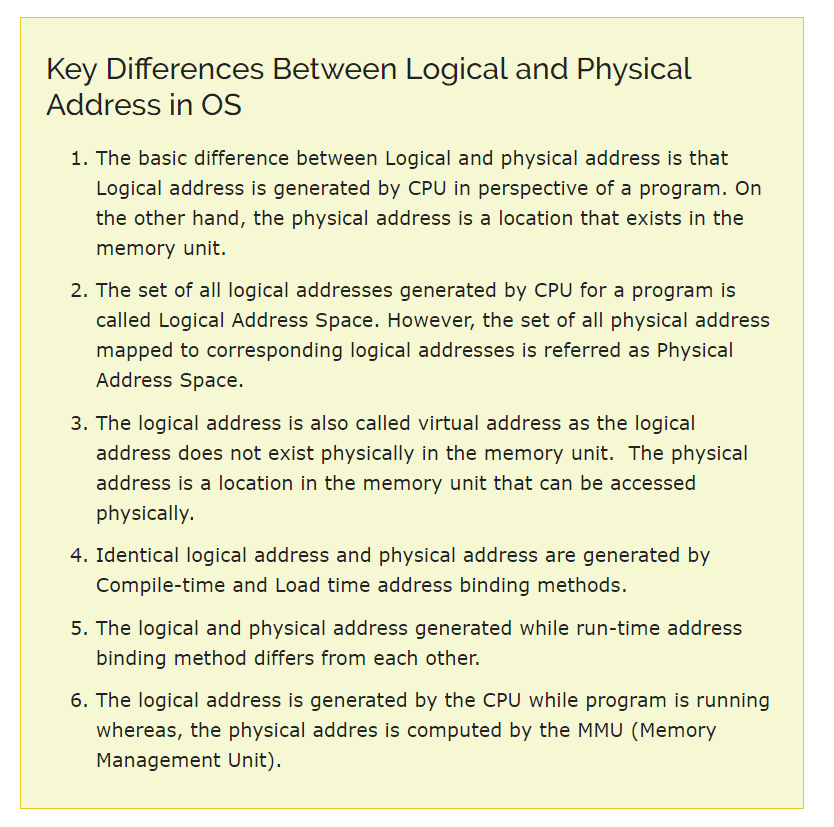 Key Differences Between Logical and Physical
Address in OS
1. The basic difference between Logical and physical address is that
Logical address is generated by CPU in perspective of a program. On
the other hand, the physical address is a location that exists in the
memory unit.
2. The set of all logical addresses generated by CPU for a program is
called Logical Address Space. However, the set of all physical address
mapped to corresponding logical addresses is referred as Physical
Address Space.
3. The logical address is also called virtual address as the logical
address does not exist physically in the memory unit.  The physical
address is a location in the memory unit that can be accessed
physically.
4. Identical logical address and physical address are generated by
Compile-time and Load time address binding methods.
5. The logical and physical address generated while run-time address
binding method differs from each other.
6. The logical address is generated by the CPU while program is running
whereas, the physical addres is computed by the MMU (Memory
Management Unit).